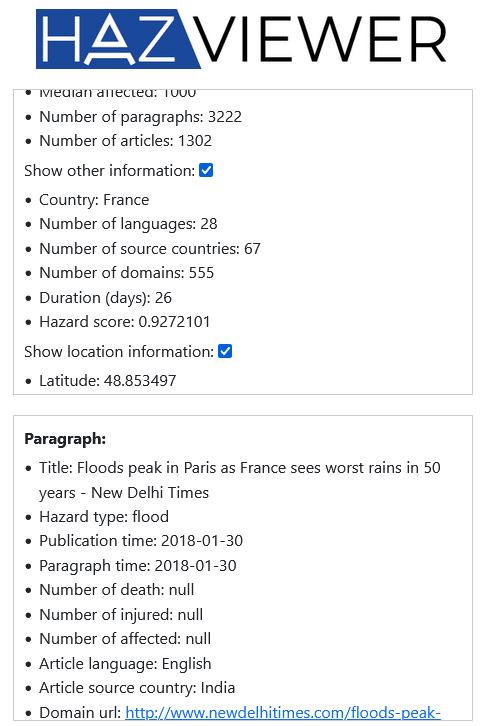 HAZVIEWER
Median affected: 1000
Number of paragraphs: 3222
Number of articles: 1302
Show other information:
Country: France
Number of languages: 28
Number of source countries: 67
Number of domains: 555
Duration (days): 26
Hazard score: 0.9272101
Show location information:
Latitude: 48.853497
Paragraph:
Title: Floods peak in Paris as France sees worst rains in 50
years - New Delhi Times
Hazard type: flood
Publication time: 2018-01-30
Paragraph time: 2018-01-30
Number of death: null
Number of injured: null
Number of affected: null
Article language: English
Article source country: India
Domain url: http://www.newdelhitimes.com/floods-peak-